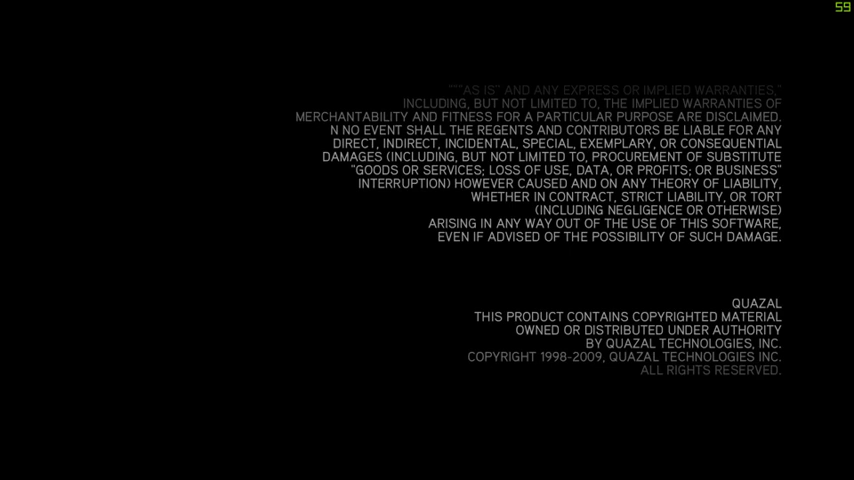 59
"""AS IS" AND ANY EXPRESS OR IMPLIED WARRANTIES,"
INCLUDING, BUT NOT LIMITED TO, THE IMPLIED WARRANTIES OF
MERCHANTABILITY AND FITNESS FOR A PARTICULAR PURPOSE ARE DISCLAIMED.
N NO EVENT SHALL THE REGENTS AND CONTRIBUTORS BE LIABLE FOR ANY
DIRECT, INDIRECT, INCIDENTAL, SPECIAL, EXEMPLARY, OR CONSEQUENTIAL
DAMAGES (INCLUDING, BUT NOT LIMITED TO, PROCUREMENT OF SUBSTITUTE
"GOODS OR SERVICES; LOSS OF USE, DATA, OR PROFITS; OR BUSINESS"
INTERRUPTION) HOWEVER CAUSED AND ON ANY THEORY OF LIABILITY,
WHETHER IN CONTRACT, STRICT LIABILITY, OR TORT
(INCLUDING NEGLIGENCE OR OTHERWISE)
ARISING IN ANY WAY OUT OF THE USE OF THIS SOFTWARE,
EVEN IF ADVISED OF THE POSSIBILITY OF SUCH DAMAGE.
QUAZAL
THIS PRODUCT CONTAINS COPYRIGHTED MATERIAL
OWNED OR DISTRIBUTED UNDER AUTHORITY
BY QUAZAL TECHNOLOGIES, INC.
COPYRIGHT 1998-2009, QUAZAL TECHNOLOGIES INC.
ALL RIGHTS RESERVED.